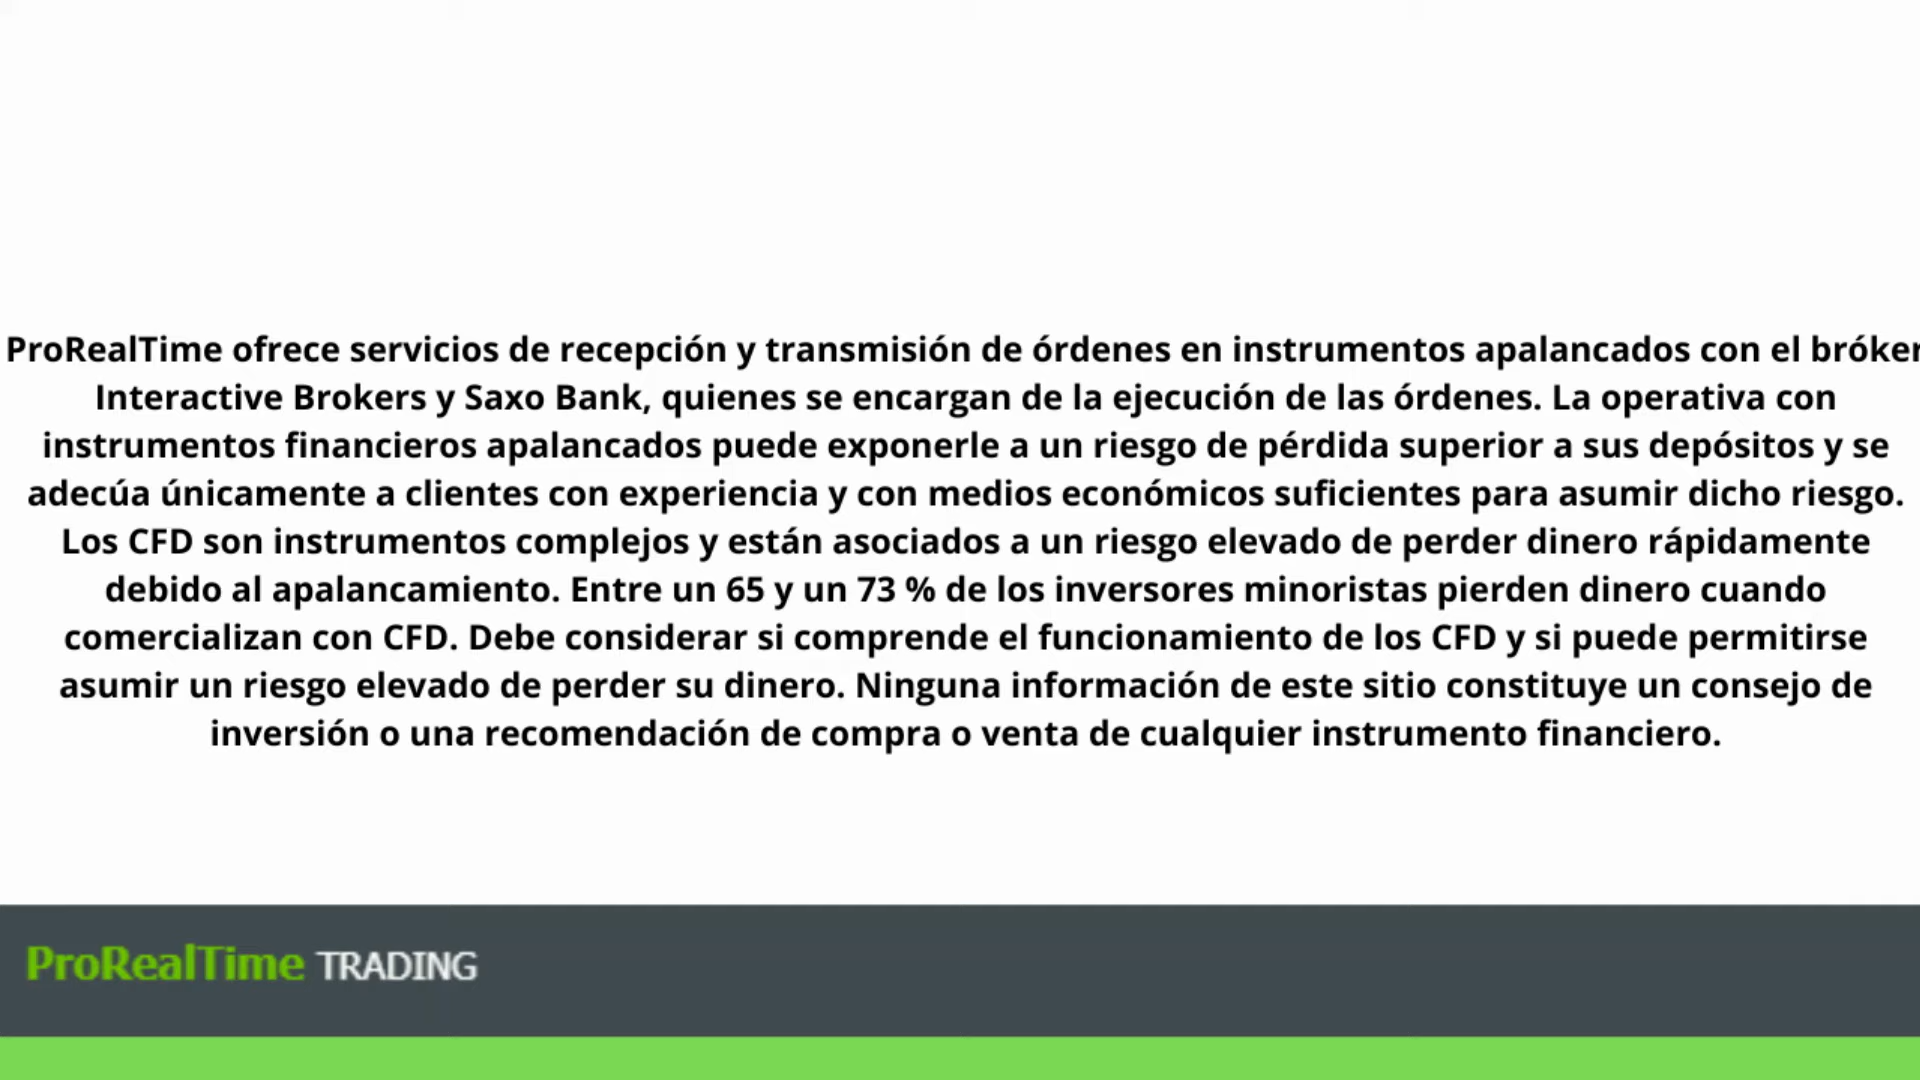 ProRealTime ofrece servicios de recepción y transmisión de órdenes en instrumentos apalancados con el bróker
Interactive Brokers y Saxo Bank, quienes se encargan de la ejecución de las órdenes. La operativa con
instrumentos financieros apalancados puede exponerle a un riesgo de pérdida superior a sus depósitos y se
adecúa únicamente a clientes con experiencia y con medios económicos suficientes para asumir dicho riesgo.
Los CFD son instrumentos complejos y están asociados a un riesgo elevado de perder dinero rápidamente
debido al apalancamiento. Entre un 65 y un 73 % de los inversores minoristas pierden dinero cuando
comercializan con CFD. Debe considerar si comprende el funcionamiento de los CFD y si puede permitirse
asumir un riesgo elevado de perder su dinero. Ninguna información de este sitio constituye un consejo de
inversión o una recomendación de compra o venta de cualquier instrumento financiero.
ProRealTime TRADING